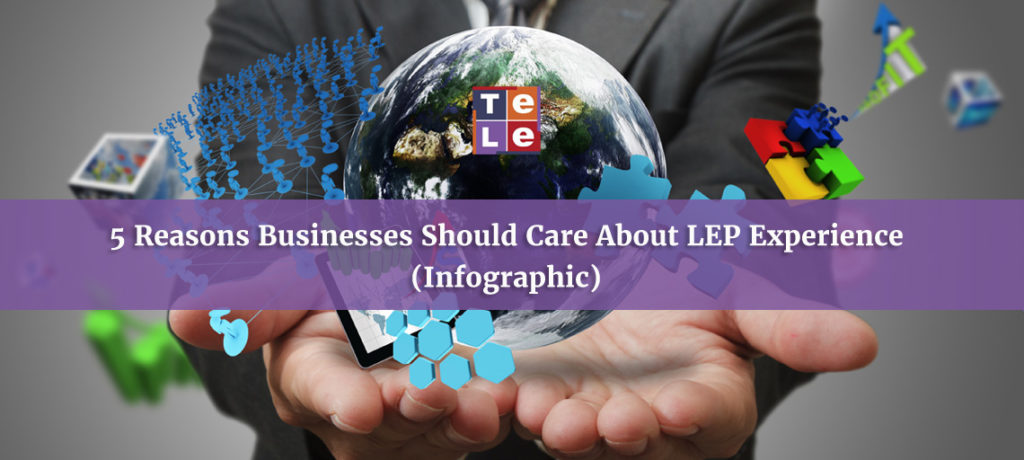 Te
Le
5 Reasons Businesses Should Care About LEP Experience
(Infographic)